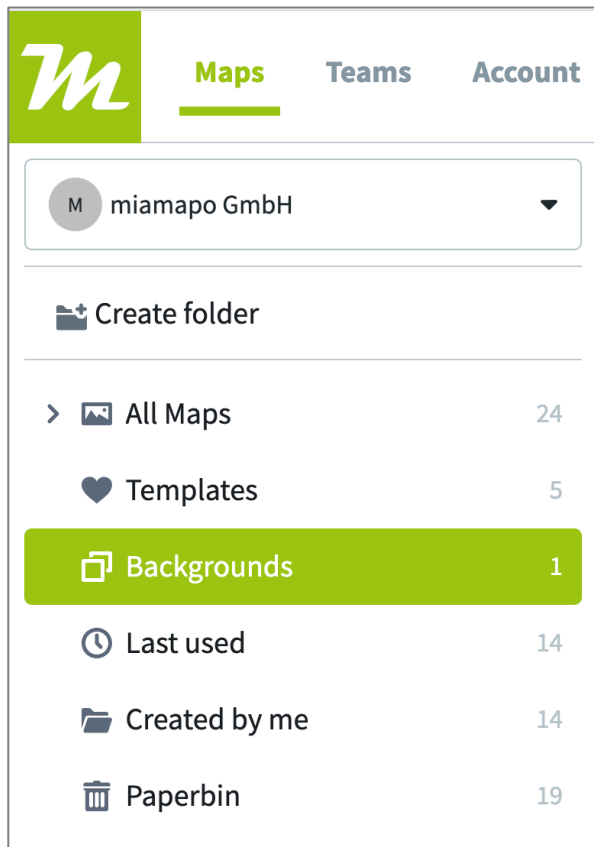 m
Maps Teams Account
M miamapo GmbH
Create folder
All Maps 24
Templates 5
Backgrounds 1
Last used 14
Created by me 14
Paperbin 19